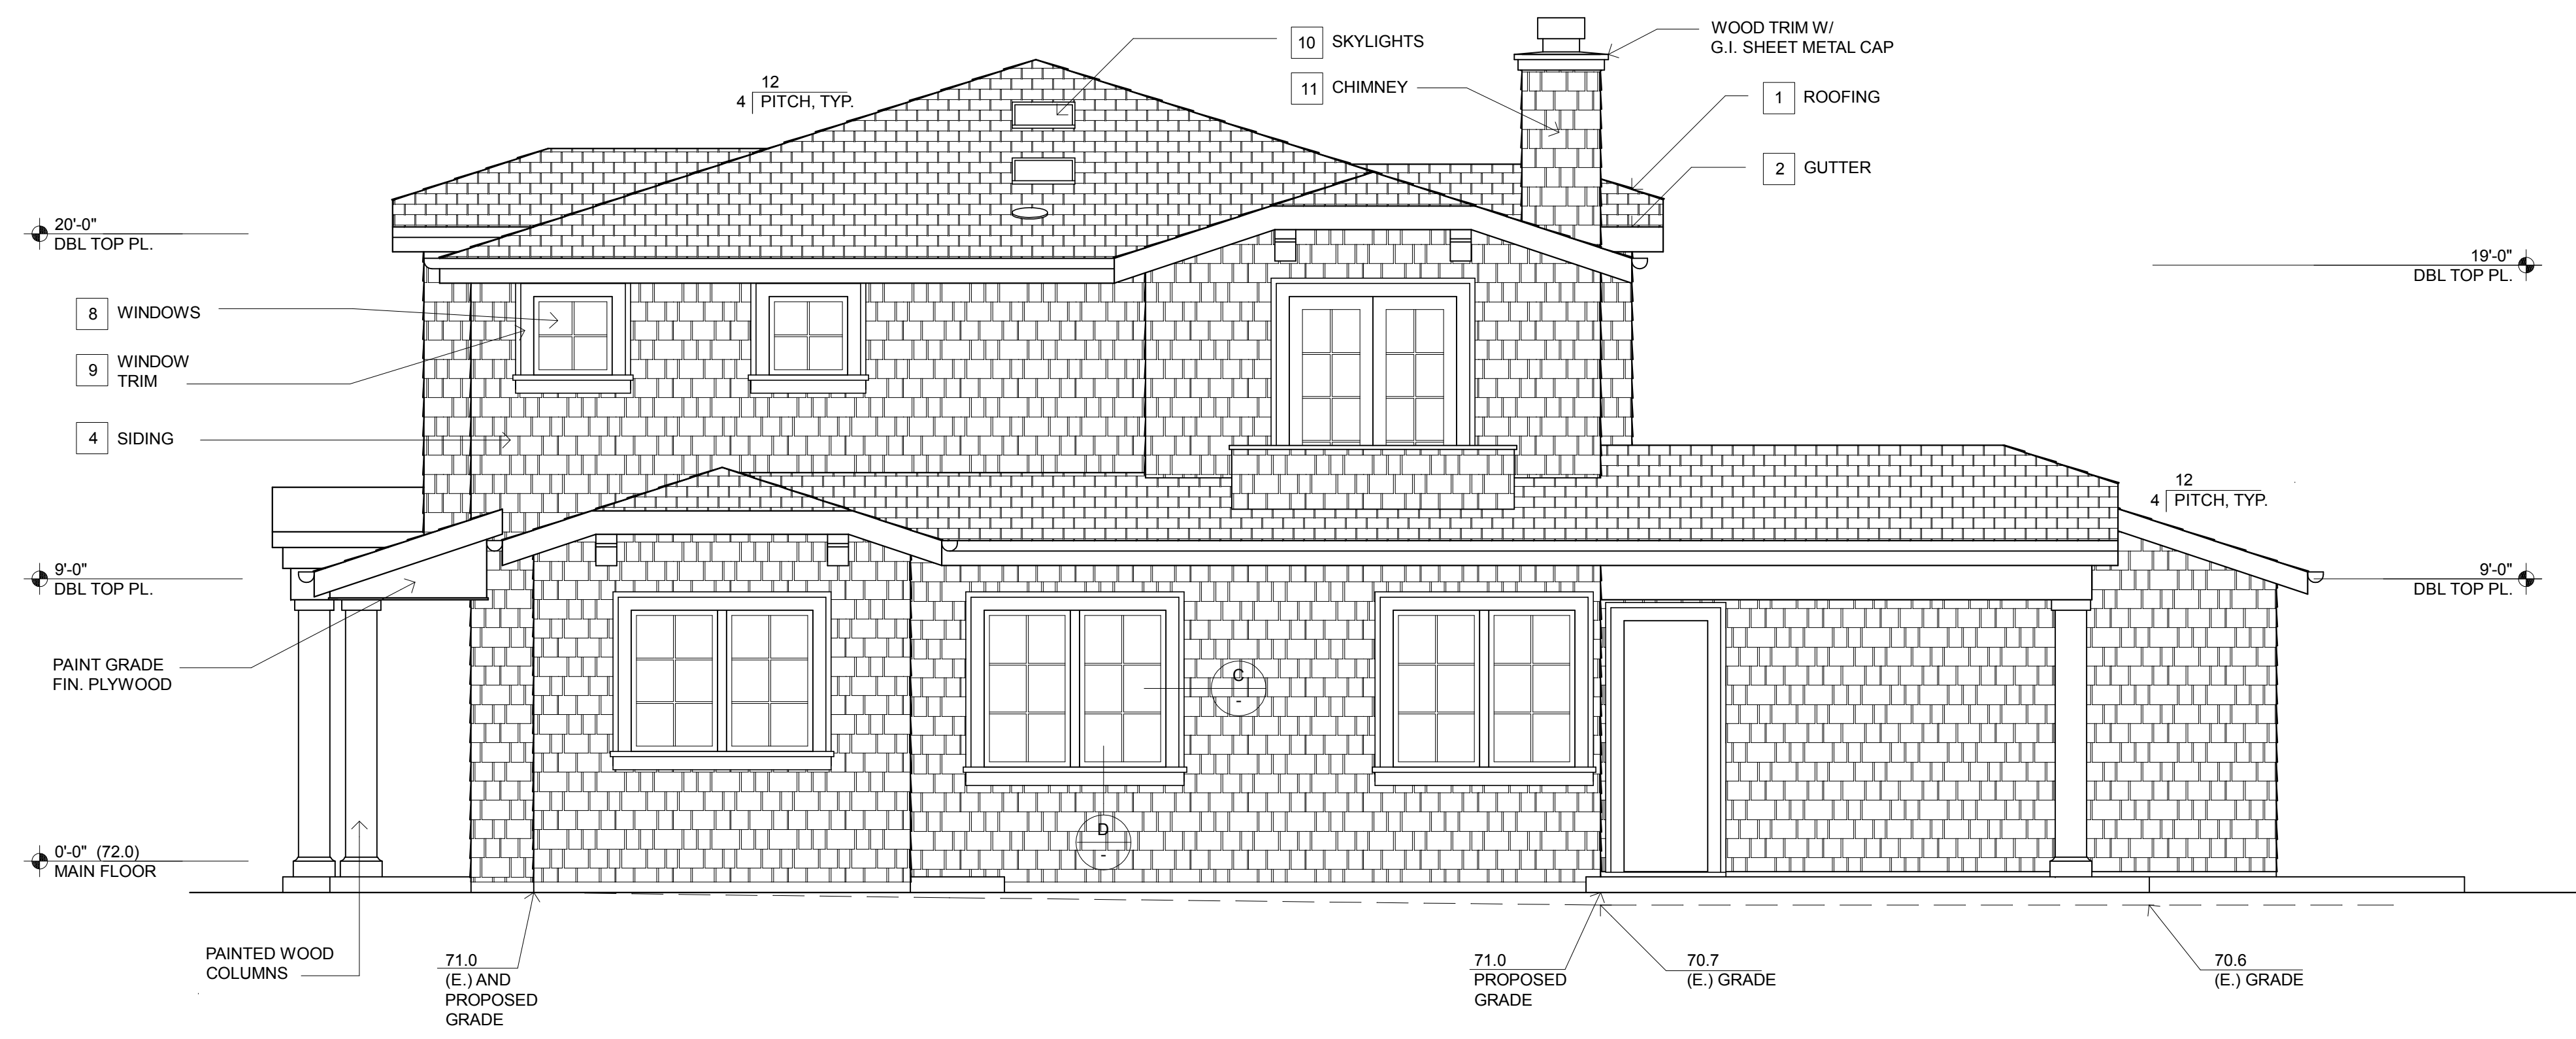 10 SKYLIGHTS
11 CHIMNEY
WOOD TRIM W/
G.I. SHEET METAL CAP
1 ROOFING
2 GUTTER
12
4 PITCH, TYP.
20'-0"
DBL TOP PL.
19'-0"
DBL TOP PL.
8 WINDOWS
9 WINDOW
TRIM
4 SIDING
12
4 PITCH, TYP.
9'-0"
DBL TOP PL.
9'-0"
DBL TOP PL.
PAINT GRADE
FIN. PLYWOOD
C
-
D
-
0'-0" (72.0)
MAIN FLOOR
PAINTED WOOD
COLUMNS
71.0
(E.) AND
PROPOSED
GRADE
71.0
PROPOSED
GRADE
70.7
(E.) GRADE
70.6
(E.) GRADE